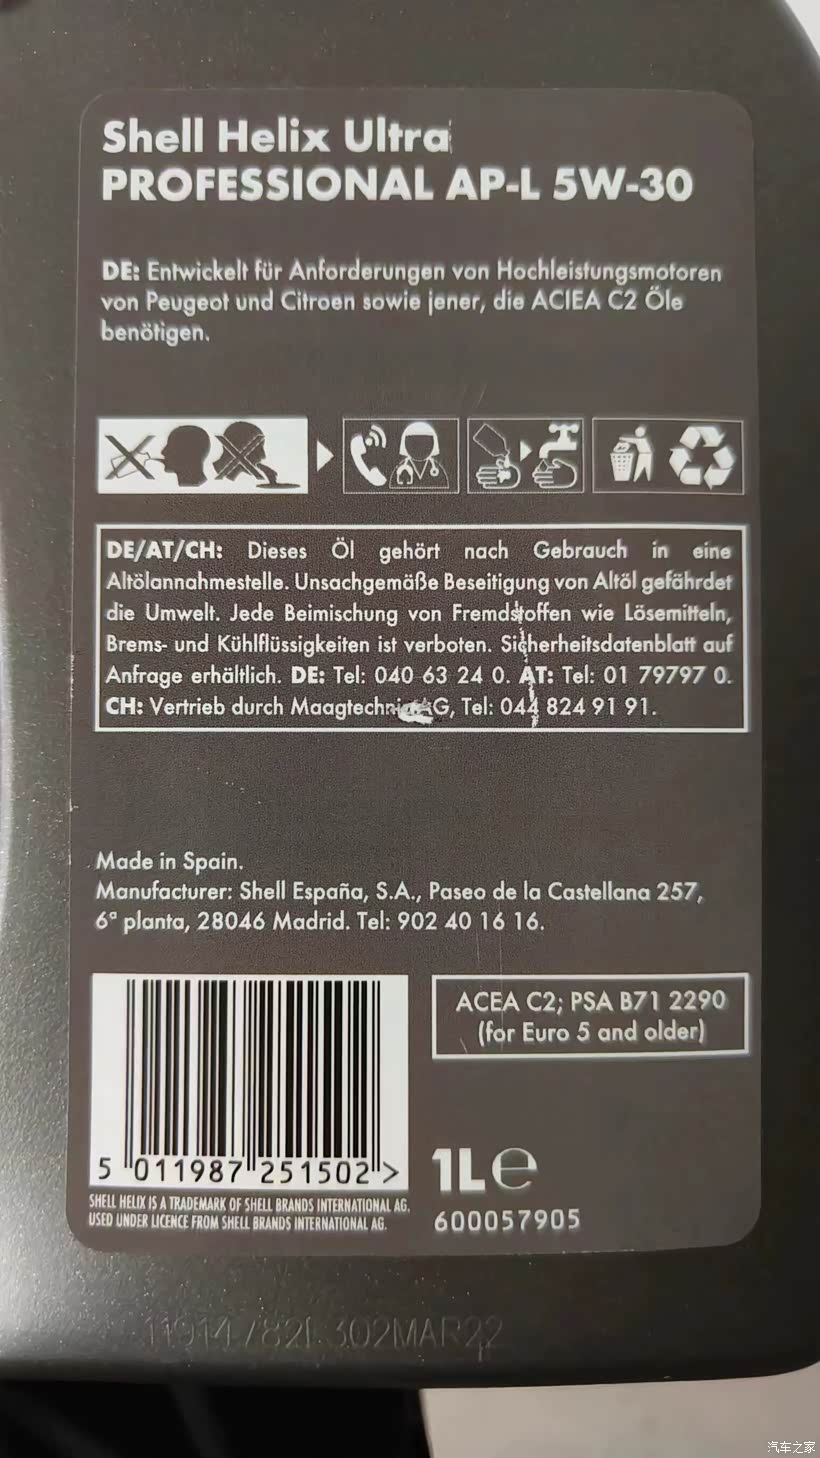 Shell Helix Ultra
PROFESSIONAL AP-L 5W-30
DE: Entwickelt für Anforderungen von Hochleistungsmotoren
von Peugeot und Citroen sowie jener, die ACIEA C2 Öle
benötigen.
DE/AT/CH: Dieses Öl gehört nach Gebrauch in eine
Altölannahmestelle. Unsachgemäße Beseitigung von Altöl gefährdet
die Umwelt. Jede Beimischung von Fremdstoffen wie Lösemitteln,
Brems- und Kühlflüssigkeiten ist verboten. Sicherheitsdatenblatt auf
Anfrage erhältlich. DE: Tel: 040 63 24 0. AT: Tel: 01 79797 0.
CH: Vertrieb durch Maagtechnic AG, Tel: 044 824 91 91.
Made in Spain.
Manufacturer: Shell España, S.A., Paseo de la Castellana 257,
6ª planta, 28046 Madrid. Tel: 902 40 16 16.
ACEA C2; PSA B71 2290
(for Euro 5 and older)
5 011987 251502 >
1L e
SHELL HELIX IS A TRADEMARK OF SHELL BRANDS INTERNATIONAL AG.
USED UNDER LICENCE FROM SHELL BRANDS INTERNATIONAL AG.
600057905
302MAR22
汽车之家